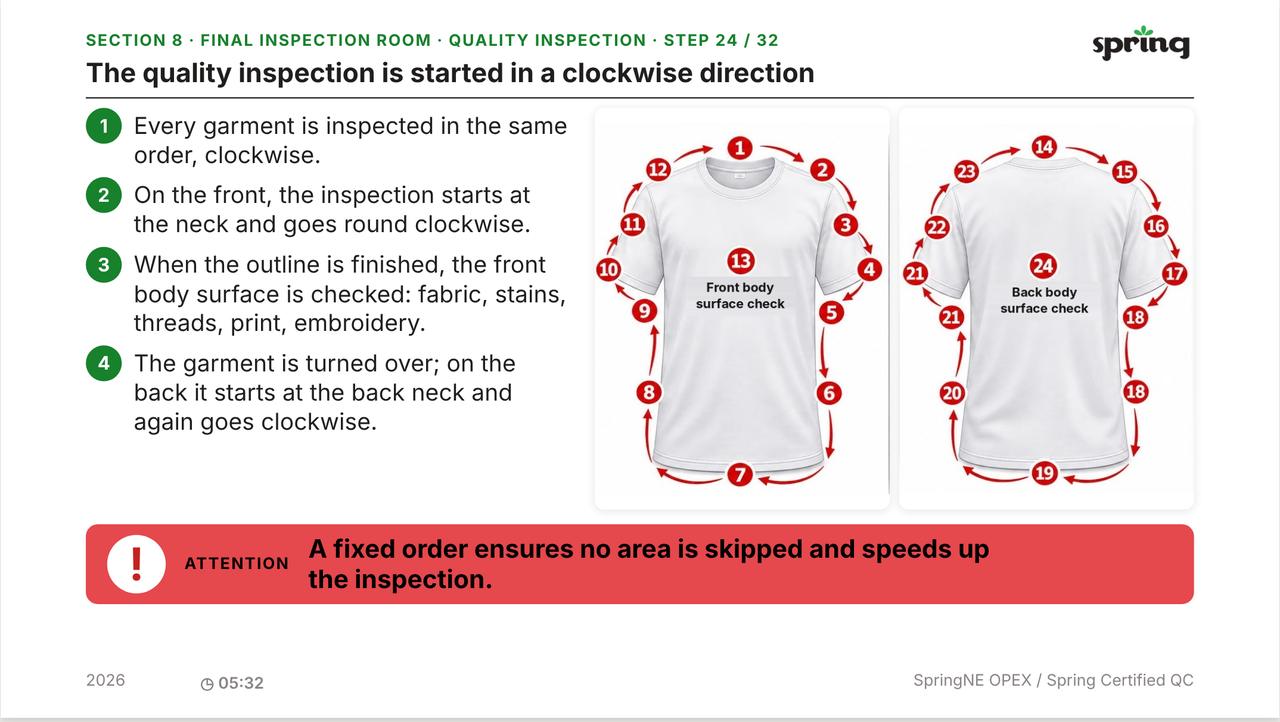 SECTION 8 · FINAL INSPECTION ROOM · QUALITY INSPECTION · STEP 24 / 32
spring
The quality inspection is started in a clockwise direction
1 Every garment is inspected in the same
order, clockwise.
2 On the front, the inspection starts at
the neck and goes round clockwise.
3 When the outline is finished, the front
body surface is checked: fabric, stains,
threads, print, embroidery.
4 The garment is turned over; on the
back it starts at the back neck and
again goes clockwise.
1
12 2
11 3
13
10 4
Front body
surface check
9 5
8 6
7
14
23 15
22 16
24
21 17
Back body
surface check
21 18
20 18
19
! ATTENTION
A fixed order ensures no area is skipped and speeds up
the inspection.
2026
05:32
SpringNE OPEX / Spring Certified QC